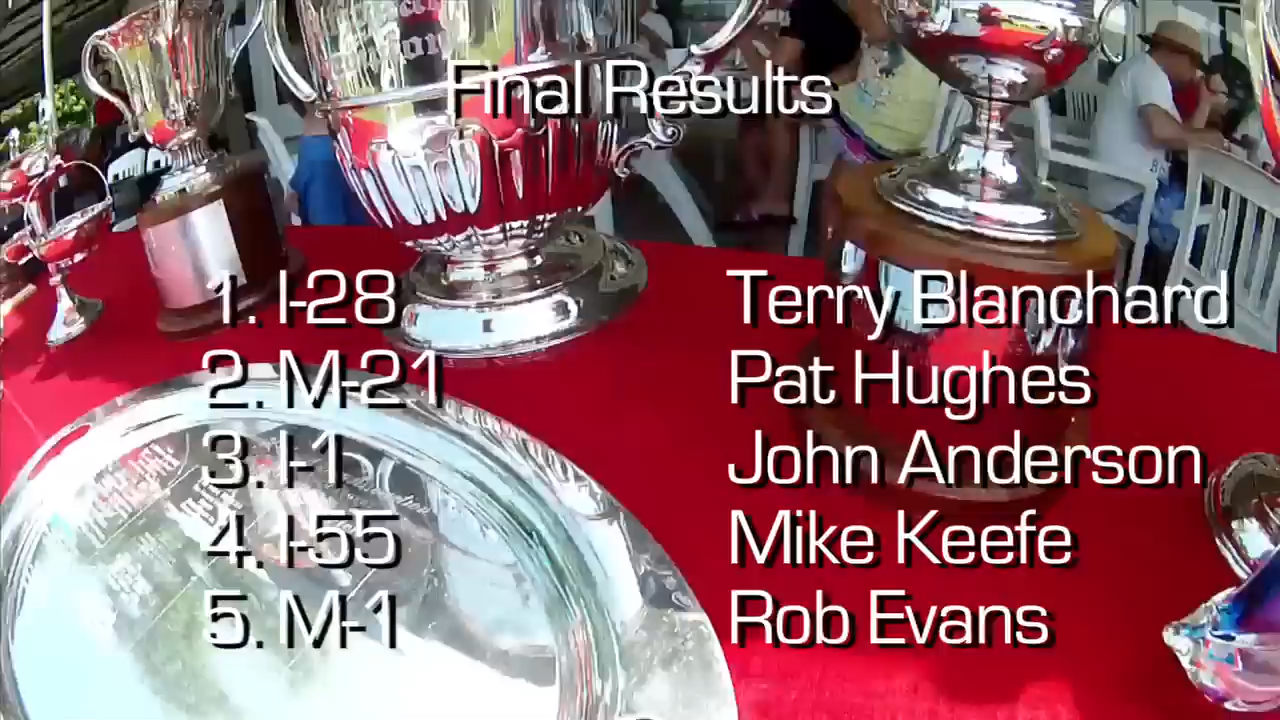 Final Results
1. I-28 Terry Blanchard
2. M-21 Pat Hughes
3. I-1 John Anderson
4. I-55 Mike Keefe
5. M-1 Rob Evans